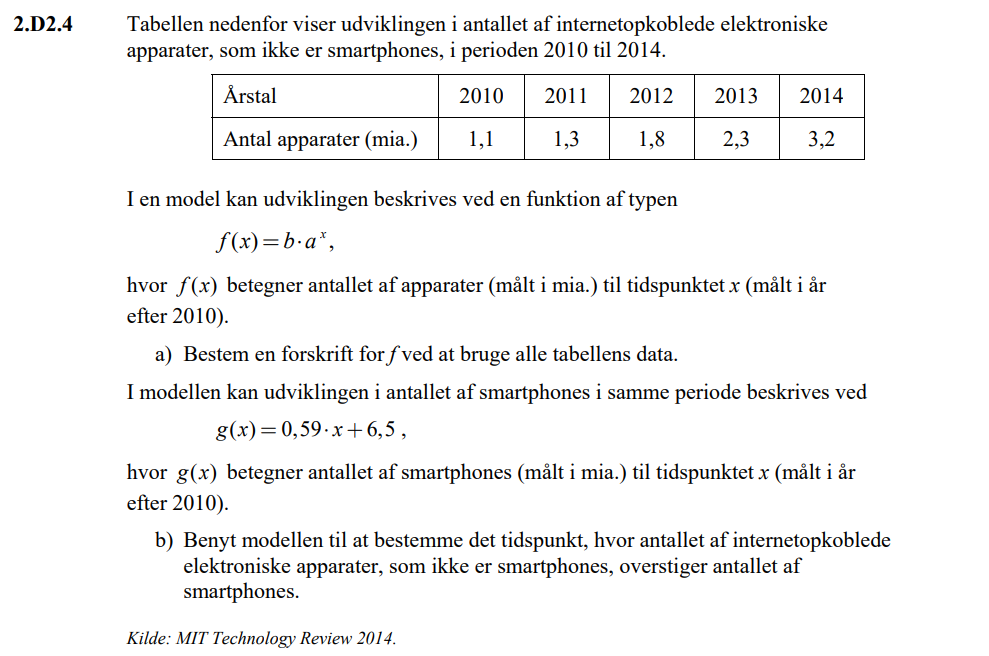 2.D2.4 Tabellen nedenfor viser udviklingen i antallet af internetopkoblede elektroniske
apparater, som ikke er smartphones, i perioden 2010 til 2014.
Årstal 2010 2011 2012 2013 2014
Antal apparater (mia.) 1,1 1,3 1,8 2,3 3,2
I en model kan udviklingen beskrives ved en funktion af typen
f(x)=b·aˣ,
hvor f(x) betegner antallet af apparater (målt i mia.) til tidspunktet x (målt i år
efter 2010).
a) Bestem en forskrift for f ved at bruge alle tabellens data.
I modellen kan udviklingen i antallet af smartphones i samme periode beskrives ved
g(x)=0,59·x+6,5 ,
hvor g(x) betegner antallet af smartphones (målt i mia.) til tidspunktet x (målt i år
efter 2010).
b) Benyt modellen til at bestemme det tidspunkt, hvor antallet af internetopkoblede
elektroniske apparater, som ikke er smartphones, overstiger antallet af
smartphones.
Kilde: MIT Technology Review 2014.